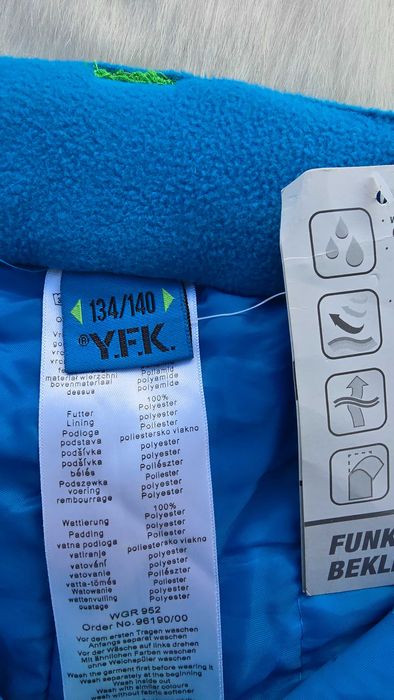 134/140
®Y.F.K.
materiał wierzchni
bovenmateriaal
dessus
Poliamid
polyamide
polyamide
100%
Futter Polyester
Lining Polyester
Podloga poliestersko vlakno
podstava polyester
podšívka polyester
podšívka polyester
bélés Poliészter
Podszewka poliester
voering polyester
rembourrage polyester
100%
Wattierung Polyester
Padding Polyester
vatna podloga poliestersko vlakno
vatiranje polyester
vatování polyester
vatovanie polyester
vatta-tömés Poliészter
Watowanie poliester
wattenvulling polyester
ouatage polyester
WGR 952
Order No.96190/00
Vor dem ersten Tragen waschen
Anfangs separat waschen
Vor der Wäsche auf links drehen
Mit ähnlichen Farben waschen
Ohne Weichspüler waschen
Wash the garment first before wearing it
Wash separately at the beginning
Wash inside out
Wash with similar colours
wash without fabric softener
FUNK
BEKLE